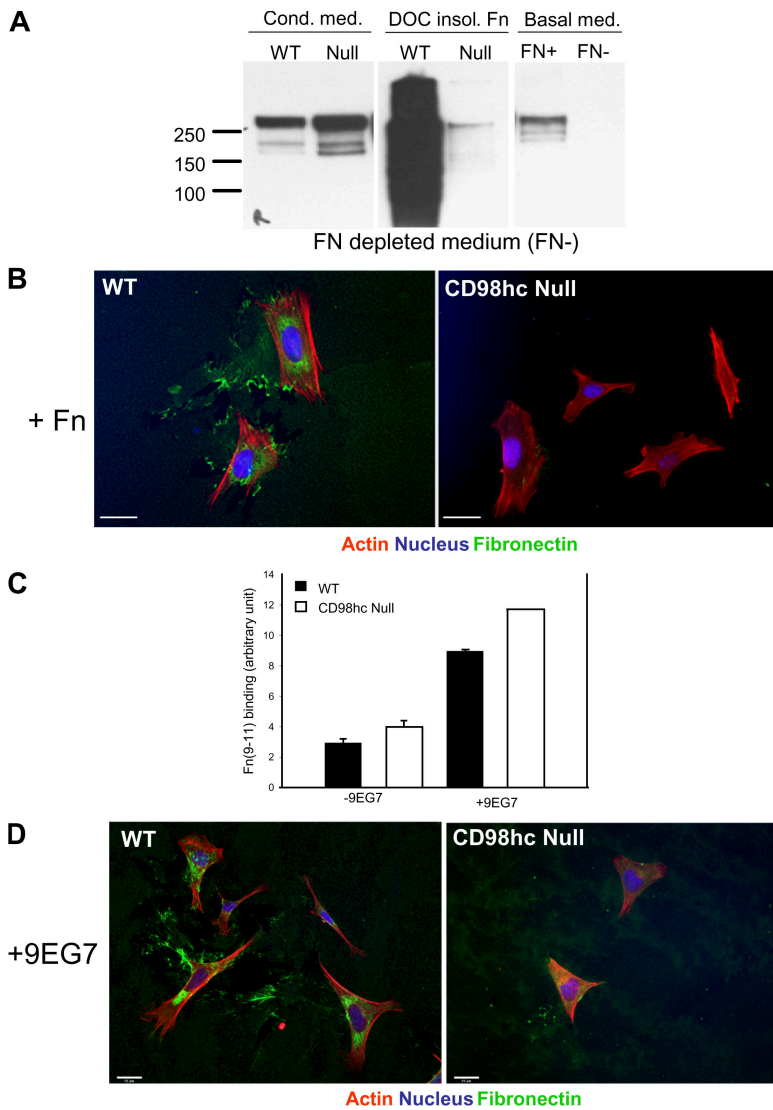 A
Cond. med. DOC insol. Fn Basal med.
WT Null WT Null FN+ FN-
250
150
100
FN depleted medium (FN-)
B
WT
CD98hc Null
+ Fn
Actin Nucleus Fibronectin
C
14
12
10
8
6
4
2
0
Fn(9-11) binding (arbitrary unit)
WT
CD98hc Null
-9EG7 +9EG7
D
WT
CD98hc Null
+9EG7
Actin Nucleus Fibronectin